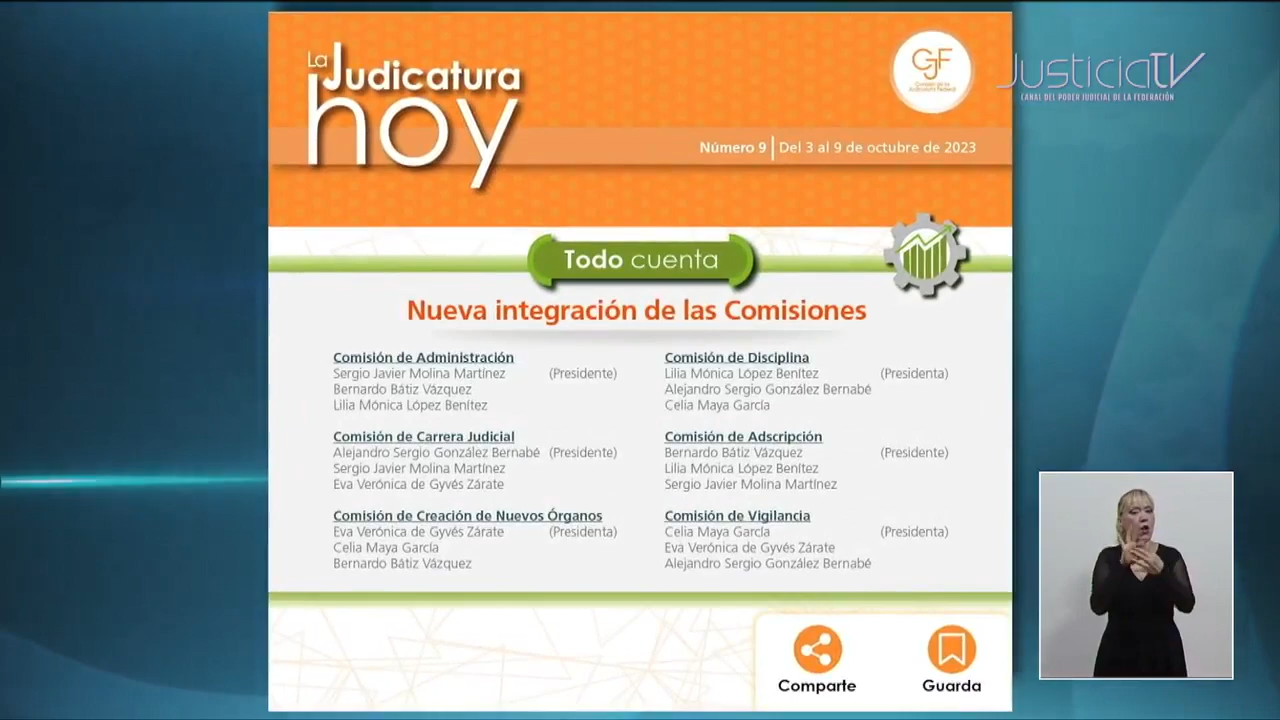 La
Judicatura
hoy
CJF
Consejo de la
Judicatura Federal
JusticiaTV
CANAL DEL PODER JUDICIAL DE LA FEDERACIÓN
Número 9 | Del 3 al 9 de octubre de 2023
Todo cuenta
Nueva integración de las Comisiones
Comisión de Administración
Sergio Javier Molina Martínez (Presidente)
Bernardo Bátiz Vázquez
Lilia Mónica López Benítez
Comisión de Disciplina
Lilia Mónica López Benítez (Presidenta)
Alejandro Sergio González Bernabé
Celia Maya García
Comisión de Carrera Judicial
Alejandro Sergio González Bernabé (Presidente)
Sergio Javier Molina Martínez
Eva Verónica de Gyvés Zárate
Comisión de Adscripción
Bernardo Bátiz Vázquez (Presidente)
Lilia Mónica López Benítez
Sergio Javier Molina Martínez
Comisión de Creación de Nuevos Órganos
Eva Verónica de Gyvés Zárate (Presidenta)
Celia Maya García
Bernardo Bátiz Vázquez
Comisión de Vigilancia
Celia Maya García (Presidenta)
Eva Verónica de Gyvés Zárate
Alejandro Sergio González Bernabé
Comparte
Guarda